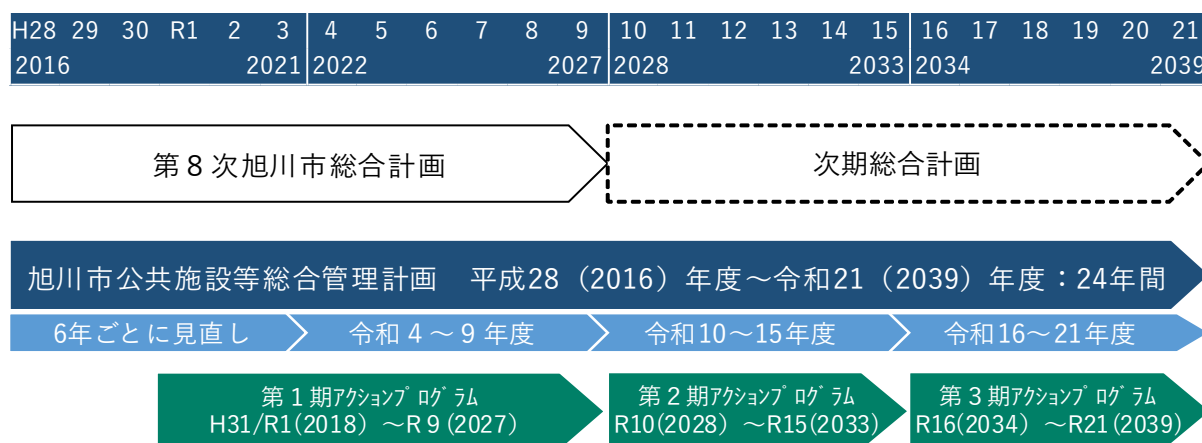 H28 29 30 R1 2 3 4 5 6 7 8 9 10 11 12 13 14 15 16 17 18 19 20 21
2016 2021 2022 2027 2028 2033 2034 2039
第8次旭川市総合計画
次期総合計画
旭川市公共施設等総合管理計画 平成28（2016）年度～令和21（2039）年度：24年間
6年ごとに見直し
令和4～9年度
令和10～15年度
令和16～21年度
第1期ｱｸｼｮﾝﾌﾟﾛｸﾞﾗﾑ
H31/R1(2018) ～R9(2027)
第2期ｱｸｼｮﾝﾌﾟﾛｸﾞﾗﾑ
R10(2028) ～R15(2033)
第3期ｱｸｼｮﾝﾌﾟﾛｸﾞﾗﾑ
R16(2034) ～R21(2039)